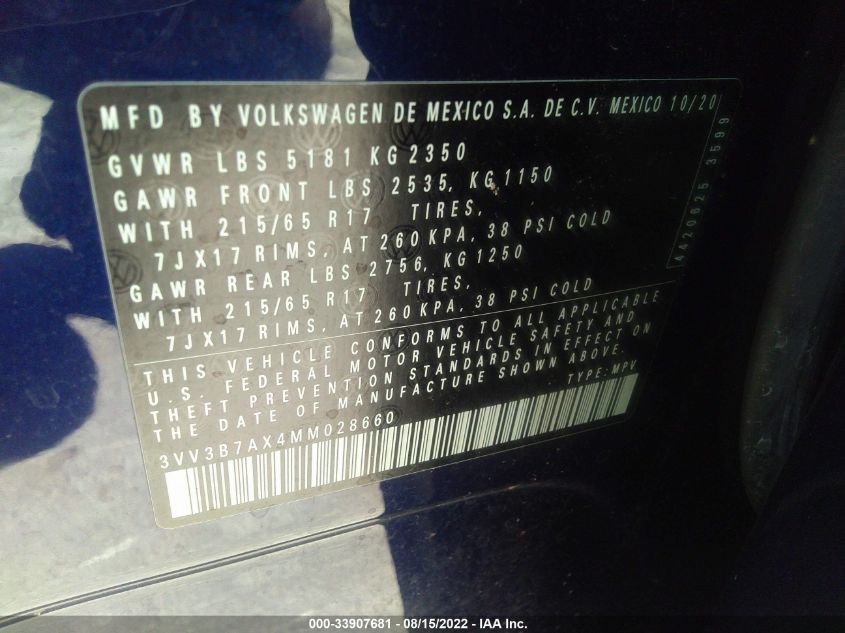 MFD BY VOLKSWAGEN DE MEXICO S.A. DE C.V. MEXICO 10/20
GVWR LBS 5181 KG 2350
GAWR FRONT LBS 2535, KG 1150
WITH 215/65 R17 TIRES,
7JX17 RIMS, AT 260 KPA, 38 PSI COLD
GAWR REAR LBS 2756, KG 1250
WITH 215/65 R17 TIRES,
7JX17 RIMS, AT 260 KPA, 38 PSI COLD
4420625 3599
THIS VEHICLE CONFORMS TO ALL APPLICABLE
U.S. FEDERAL MOTOR VEHICLE SAFETY AND
THEFT PREVENTION STANDARDS IN EFFECT ON
THE DATE OF MANUFACTURE SHOWN ABOVE.
TYPE: MPV
3VV3B7AX4MM028660
000-33907681 - 08/15/2022 - IAA Inc.